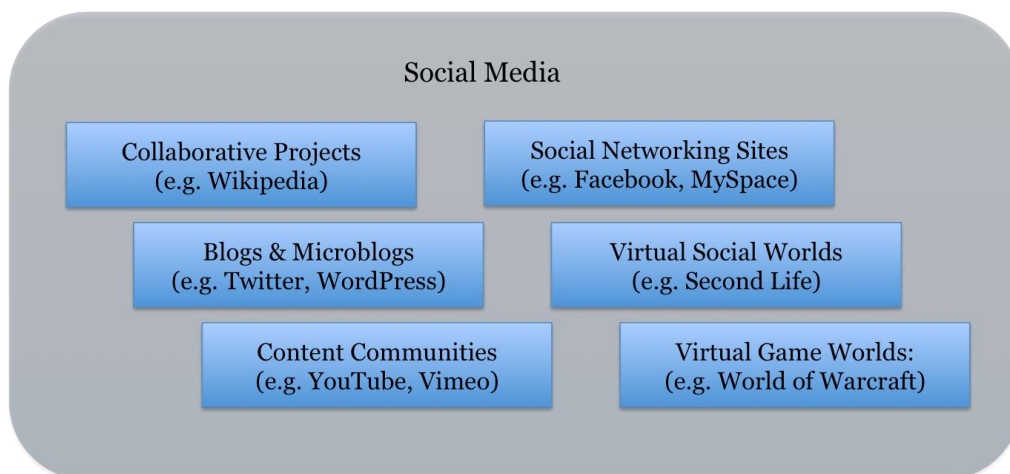 Social Media
Collaborative Projects
(e.g. Wikipedia)
Social Networking Sites
(e.g. Facebook, MySpace)
Blogs & Microblogs
(e.g. Twitter, WordPress)
Virtual Social Worlds
(e.g. Second Life)
Content Communities
(e.g. YouTube, Vimeo)
Virtual Game Worlds:
(e.g. World of Warcraft)